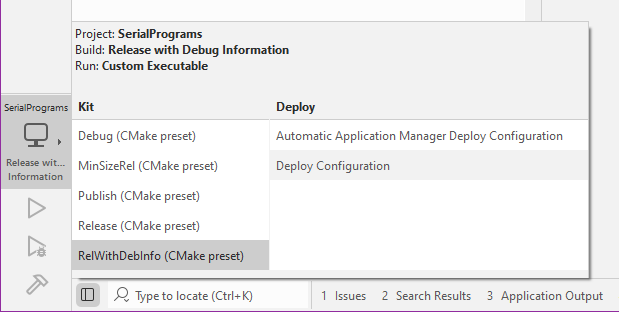 Project: SerialPrograms
Build: Release with Debug Information
Run: Custom Executable
Kit
Deploy
SerialPrograms
Release wit...
Information
Debug (CMake preset)
Automatic Application Manager Deploy Configuration
MinSizeRel (CMake preset)
Deploy Configuration
Publish (CMake preset)
Release (CMake preset)
RelWithDebInfo (CMake preset)
Type to locate (Ctrl+K)
1 Issues
2 Search Results
3 Application Output